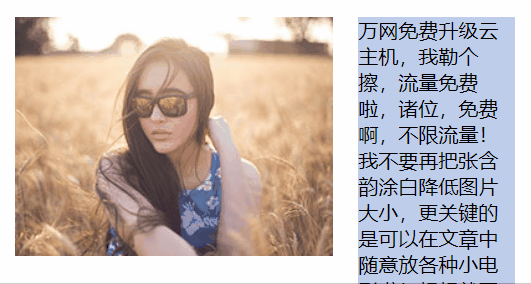 万网免费升级云
主机，我勒个
擦，流量免费
啦，诸位，免费
啊，不限流量！
我不要再把张含
韵涂白降低图片
大小，更关键的
是可以在文章中
随意放各种小电